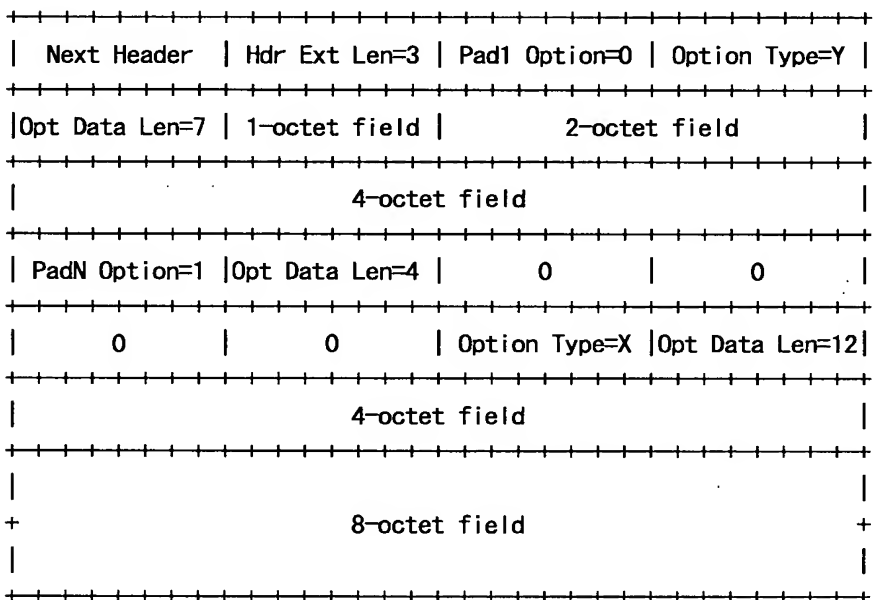 Next Header | Hdr Ext Len=3 | Pad1 Option=0 | Option Type=Y
Opt Data Len=7 | 1-octet field | 2-octet field
4-octet field
PadN Option=1 | Opt Data Len=4 | 0 | 0
0 | 0 | Option Type=X | Opt Data Len=12
4-octet field
8-octet field